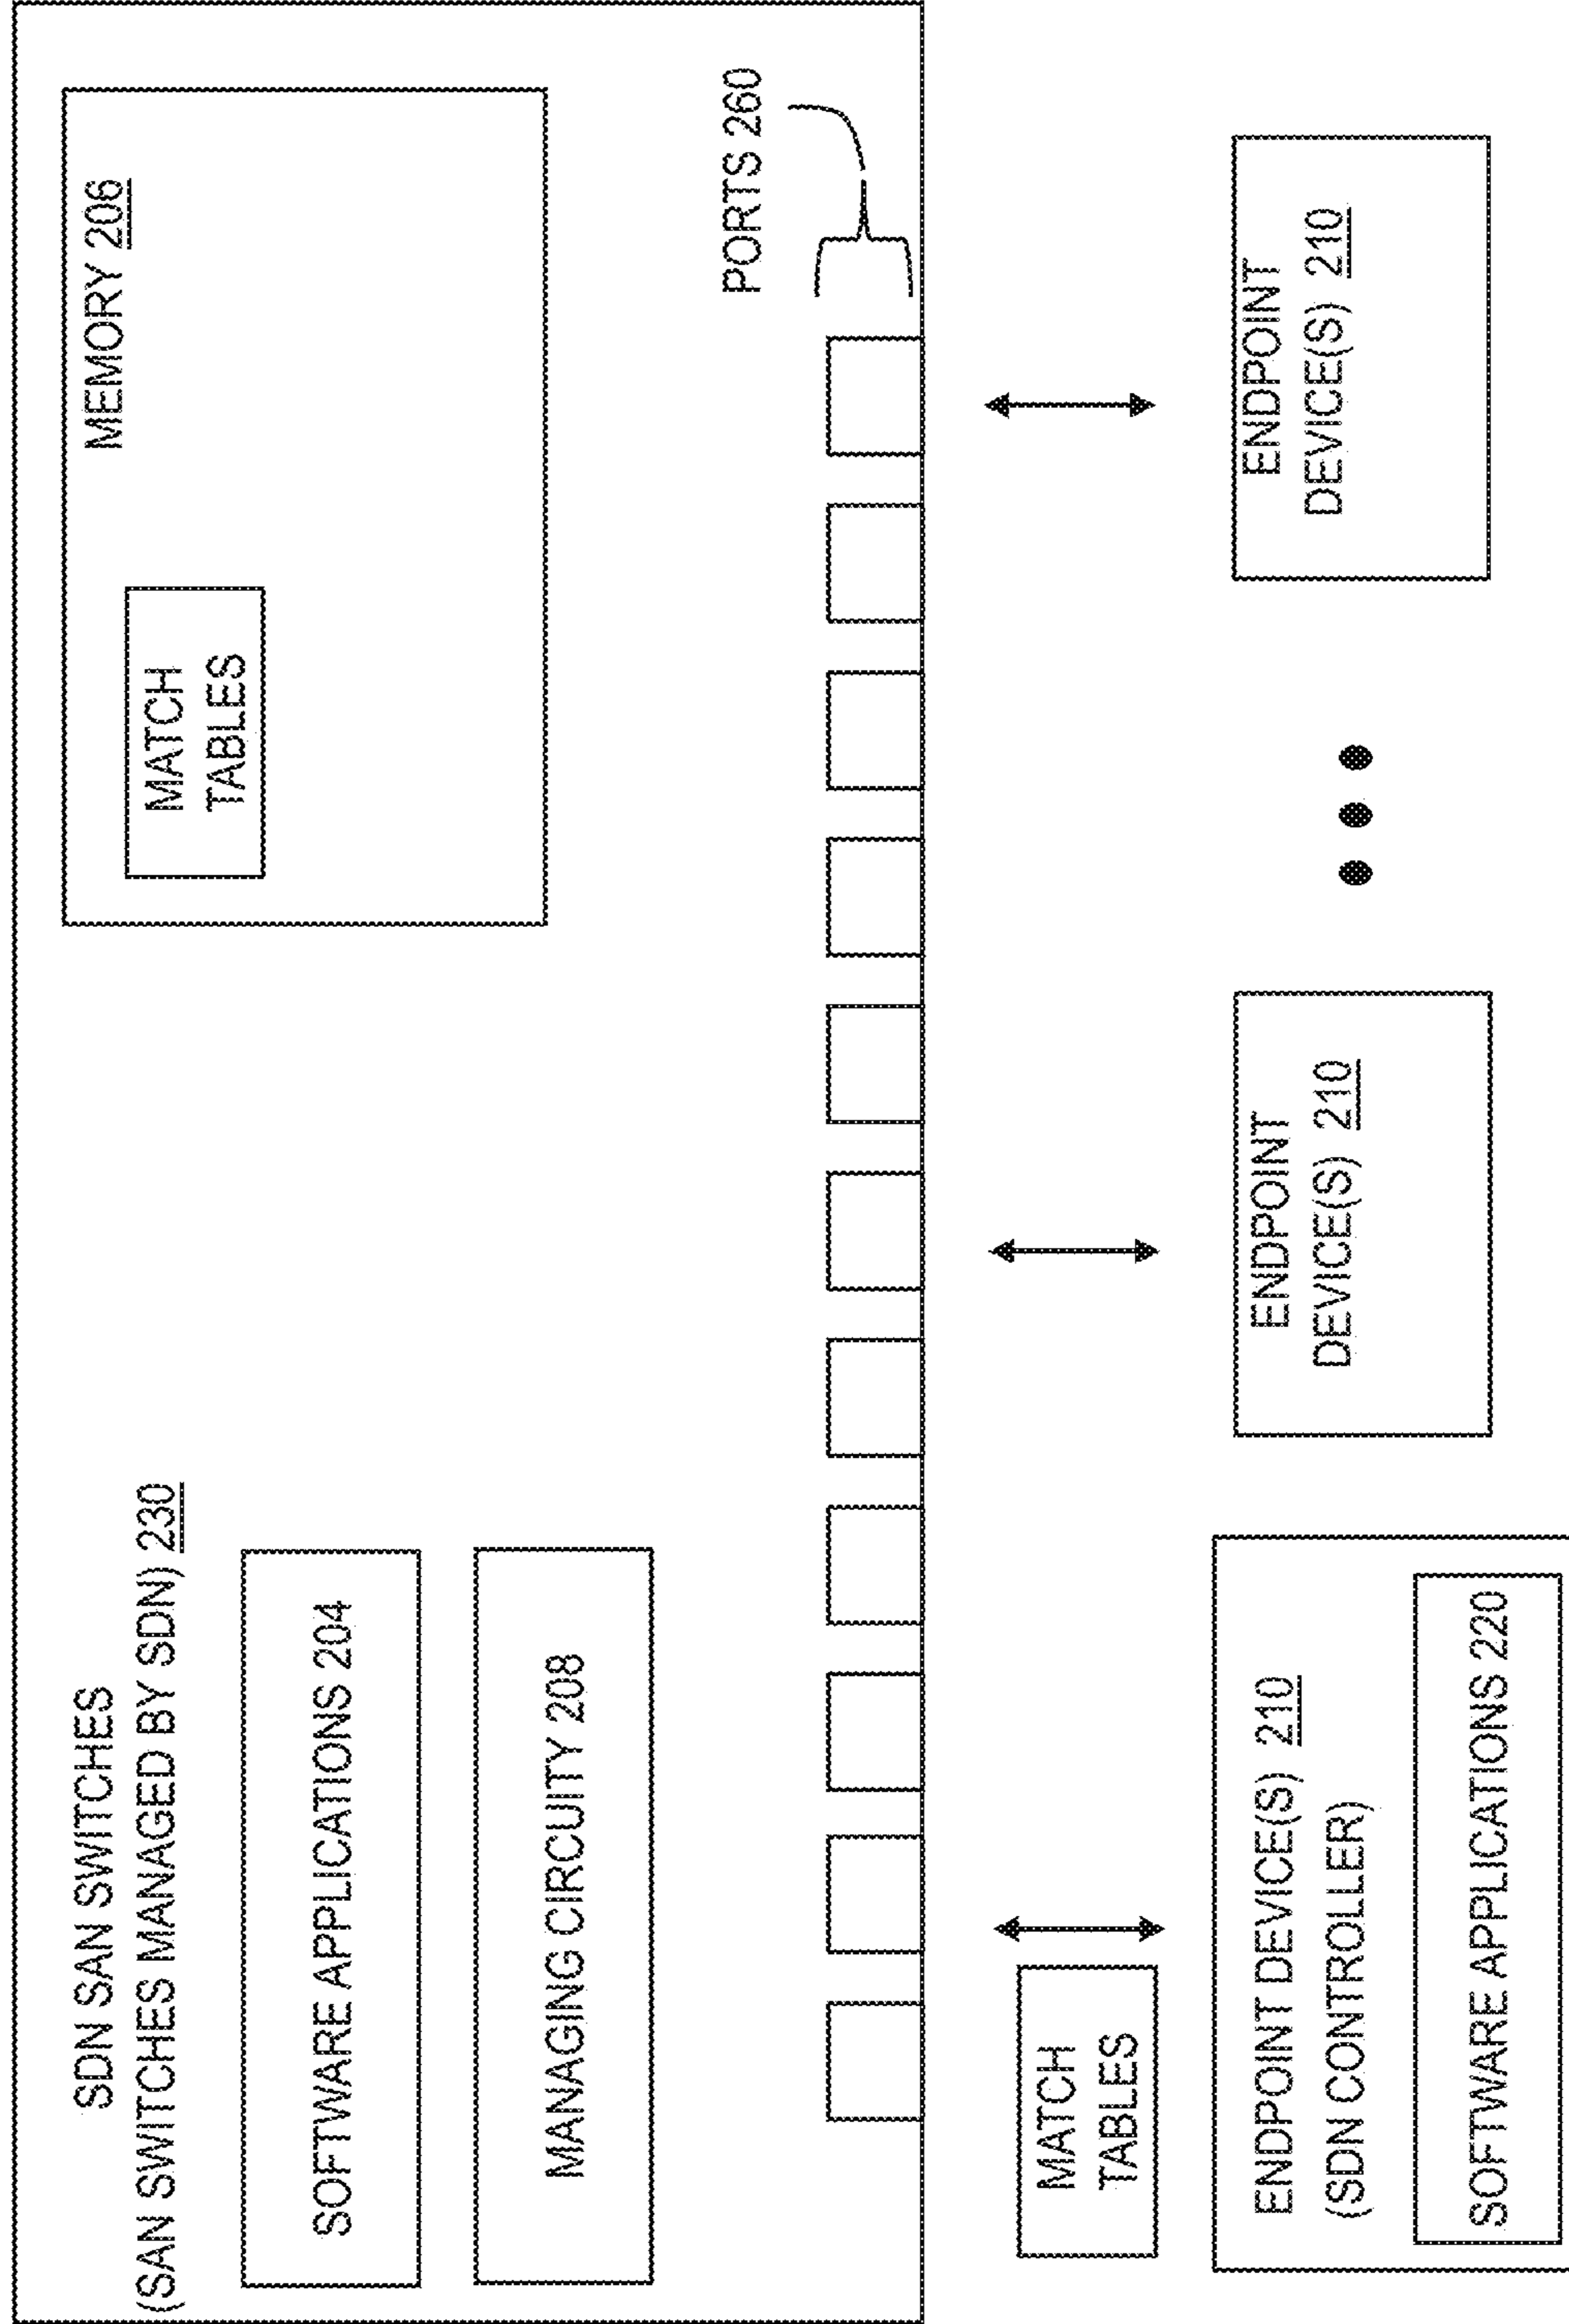 SDN SAN SWITCHES
(SAN SWITCHES MANAGED BY SDN) 230
SOFTWARE APPLICATIONS 204
MANAGING CIRCUITY 208
MEMORY 206
MATCH
TABLES
PORTS 260
MATCH
TABLES
ENDPOINT DEVICE(S) 210
(SDN CONTROLLER)
SOFTWARE APPLICATIONS 220
ENDPOINT
DEVICE(S) 210
ENDPOINT
DEVICE(S) 210